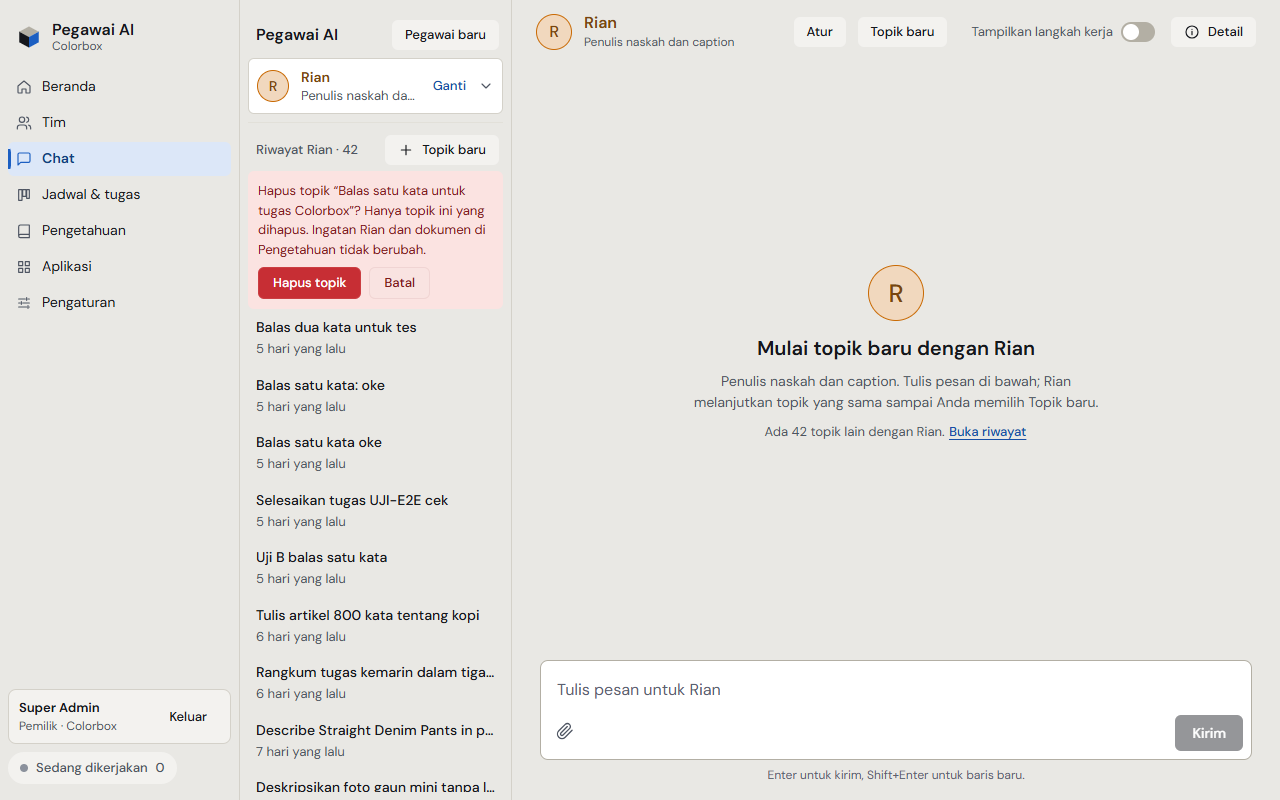 Pegawai AI
Colorbox
Beranda
Tim
Chat
Jadwal & tugas
Pengetahuan
Aplikasi
Pengaturan
Super Admin
Pemilik · Colorbox
Keluar
Sedang dikerjakan 0
Pegawai AI
Pegawai baru
R
Rian
Penulis naskah da...
Ganti
Riwayat Rian · 42
+ Topik baru
Hapus topik “Balas satu kata untuk
tugas Colorbox”? Hanya topik ini yang
dihapus. Ingatan Rian dan dokumen di
Pengetahuan tidak berubah.
Hapus topik
Batal
Balas dua kata untuk tes
5 hari yang lalu
Balas satu kata: oke
5 hari yang lalu
Balas satu kata oke
5 hari yang lalu
Selesaikan tugas UJI-E2E cek
5 hari yang lalu
Uji B balas satu kata
5 hari yang lalu
Tulis artikel 800 kata tentang kopi
6 hari yang lalu
Rangkum tugas kemarin dalam tiga...
6 hari yang lalu
Describe Straight Denim Pants in p...
7 hari yang lalu
Deskripsikan foto gaun mini tanpa l...
R
Rian
Penulis naskah dan caption
Atur
Topik baru
Tampilkan langkah kerja
Detail
R
Mulai topik baru dengan Rian
Penulis naskah dan caption. Tulis pesan di bawah; Rian
melanjutkan topik yang sama sampai Anda memilih Topik baru.
Ada 42 topik lain dengan Rian. Buka riwayat
Tulis pesan untuk Rian
Kirim
Enter untuk kirim, Shift+Enter untuk baris baru.